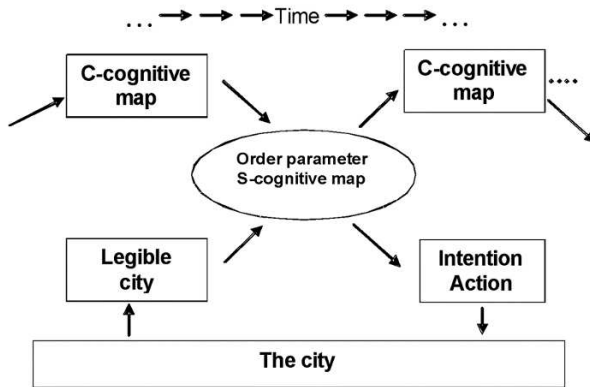 ... Time ...
C-cognitive
map
C-cognitive
map
....
Order parameter
S-cognitive map
Legible
city
Intention
Action
The city